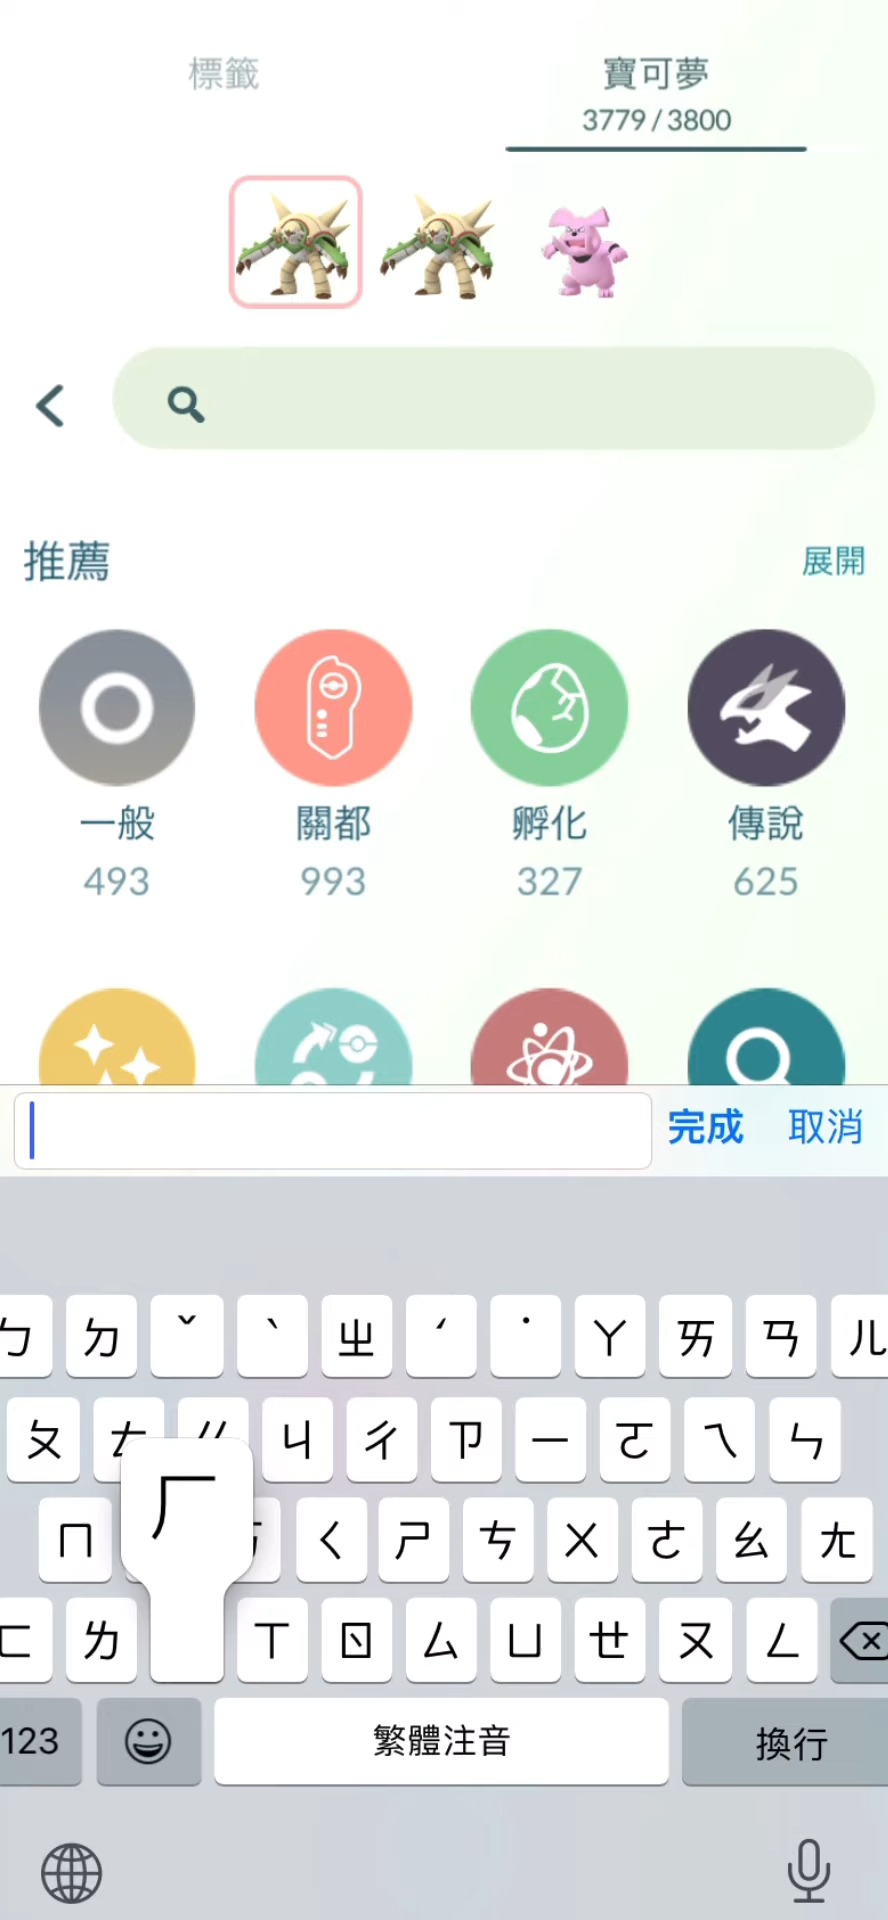 標籤
寶可夢
3779/3800
推薦
展開
一般
關都
孵化
傳說
493
993
327
625
完成
取消
ㄅ ㄉ ˇ ˋ ㄓ ˊ ˙ ㄚ ㄞ ㄢ ㄦ
ㄆ ㄊ ㄍ ㄐ ㄔ ㄗ ㄧ ㄛ ㄟ ㄣ
ㄇ ㄎ ㄑ ㄕ ㄘ ㄨ ㄜ ㄠ ㄤ
ㄈ ㄌ ㄏ ㄒ ㄖ ㄙ ㄩ ㄝ ㄡ ㄥ
123
繁體注音
換行